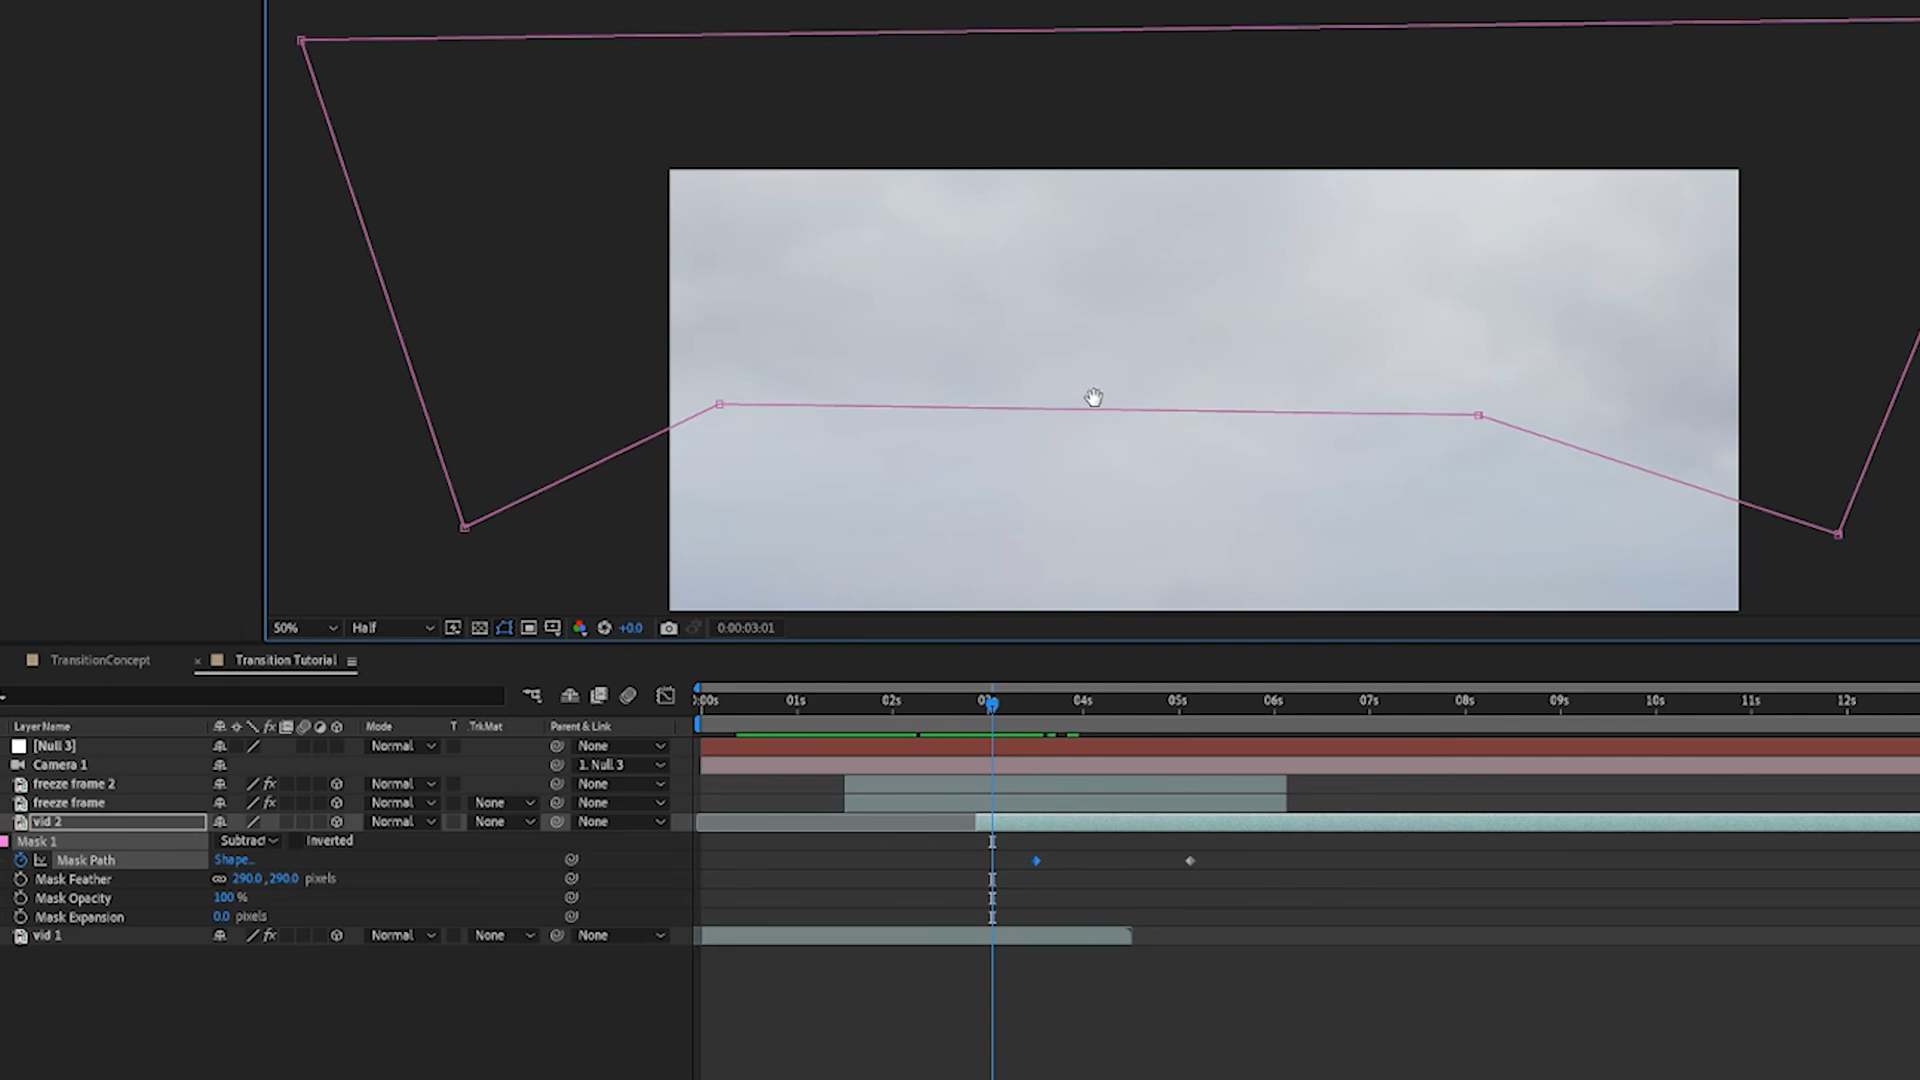 50% Half +0.0 0:00:03:01
TransitionConcept × Transition Tutorial
:00s 01s 02s 04s 05s 06s 07s 08s 09s 10s 11s 12s
Layer Name fx Mode T TrkMat Parent & Link
[Null 3] Normal None
Camera 1 1. Null 3
freeze frame 2 fx Normal None
freeze frame fx Normal None None
vid 2 Normal None None
Mask 1 Subtract Inverted
Mask Path Shape...
Mask Feather 290.0,290.0 pixels
Mask Opacity 100 %
Mask Expansion 0.0 pixels
vid 1 fx Normal None None